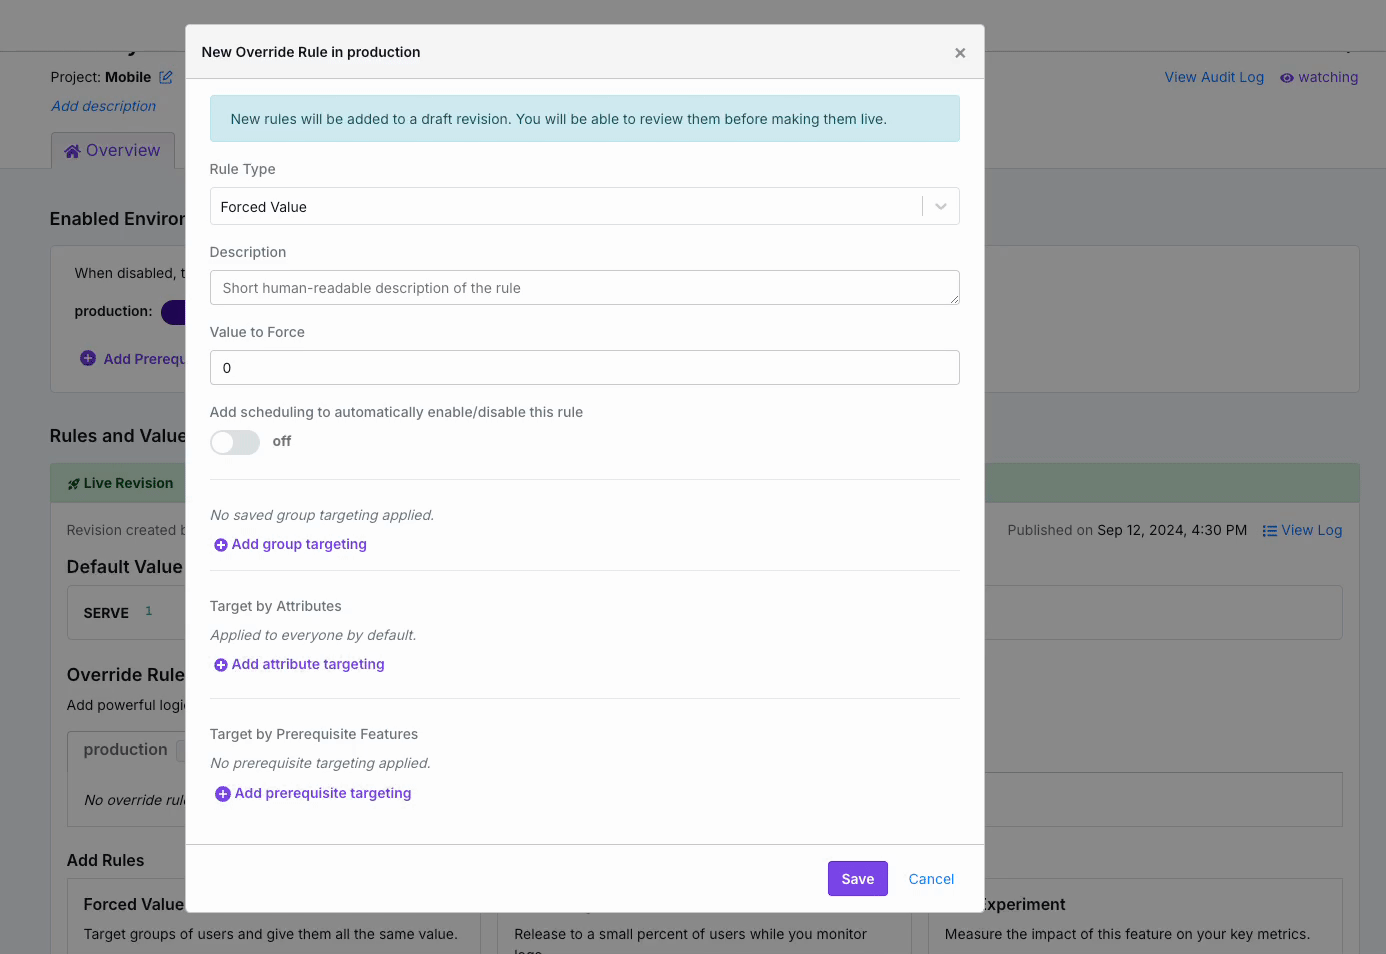 New Override Rule in production
×
Project: Mobile
View Audit Log
watching
Add description
New rules will be added to a draft revision. You will be able to review them before making them live.
Overview
Rule Type
Forced Value
Enabled
Description
When disabled,
Short human-readable description of the rule
production:
Value to Force
Add
0
Add scheduling to automatically enable/disable this rule
Rules and Value
off
Live Revision
No saved group targeting applied.
Revision created
Published on Sep 12, 2024, 4:30 PM
View Log
Add group targeting
Default Value
Target by Attributes
SERVE 1
Applied to everyone by default.
Add attribute targeting
Override Rule
Add powerful
Target by Prerequisite Features
production
No prerequisite targeting applied.
Add prerequisite targeting
No override
Add Rules
Save
Cancel
Forced Value
Experiment
Target groups of users and give them all the same value.
Release to a small percent of users while you monitor
Measure the impact of this feature on your key metrics.